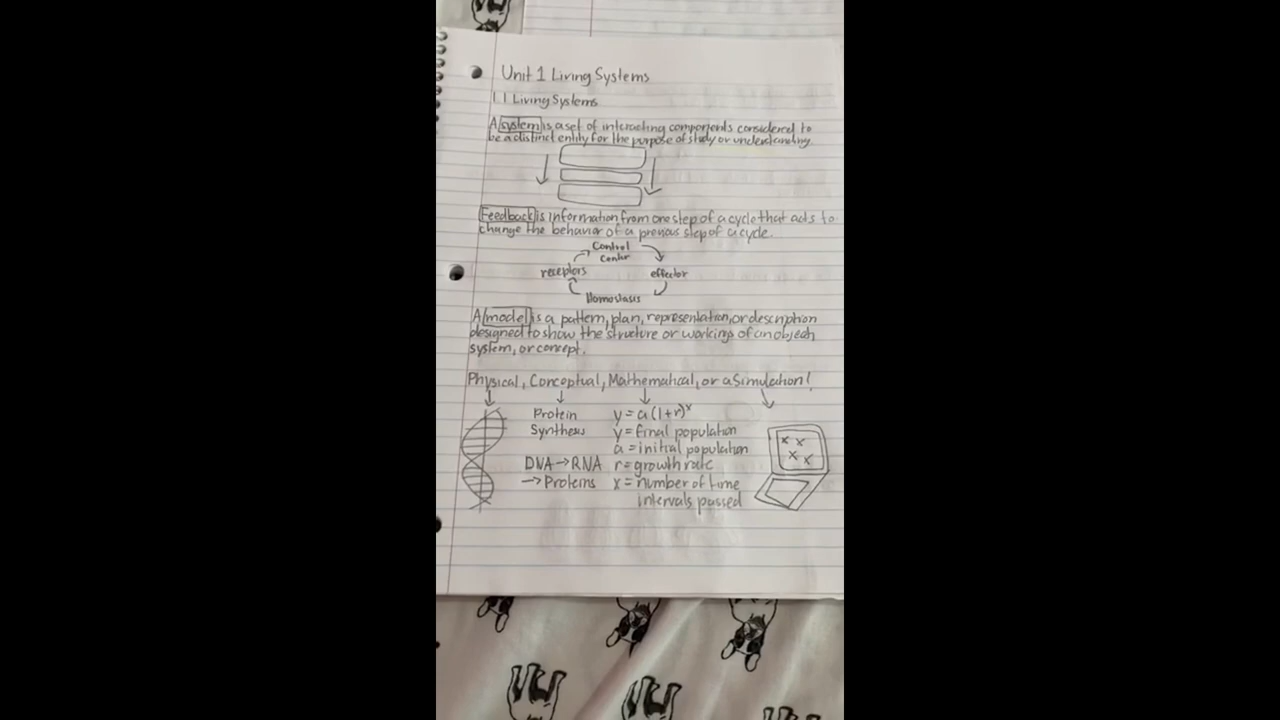 Unit 1 Living Systems
1.1 Living Systems
A system is a set of interacting components considered to
be a distinct entity for the purpose of study or understanding.
Feedback is information from one step of a cycle that acts to
change the behavior of a previous step of a cycle.
Control
Center
receptors effector
Homostasis
A model is a pattern, plan, representation, or description
designed to show the structure or workings of an object,
system, or concept.
Physical, Conceptual, Mathematical, or a Simulation!
Protein y = a(1+r)^x
Synthesis y = final population
a = initial population
DNA → RNA r = growth rate
→ Proteins x = number of time
intervals passed
x x
x x